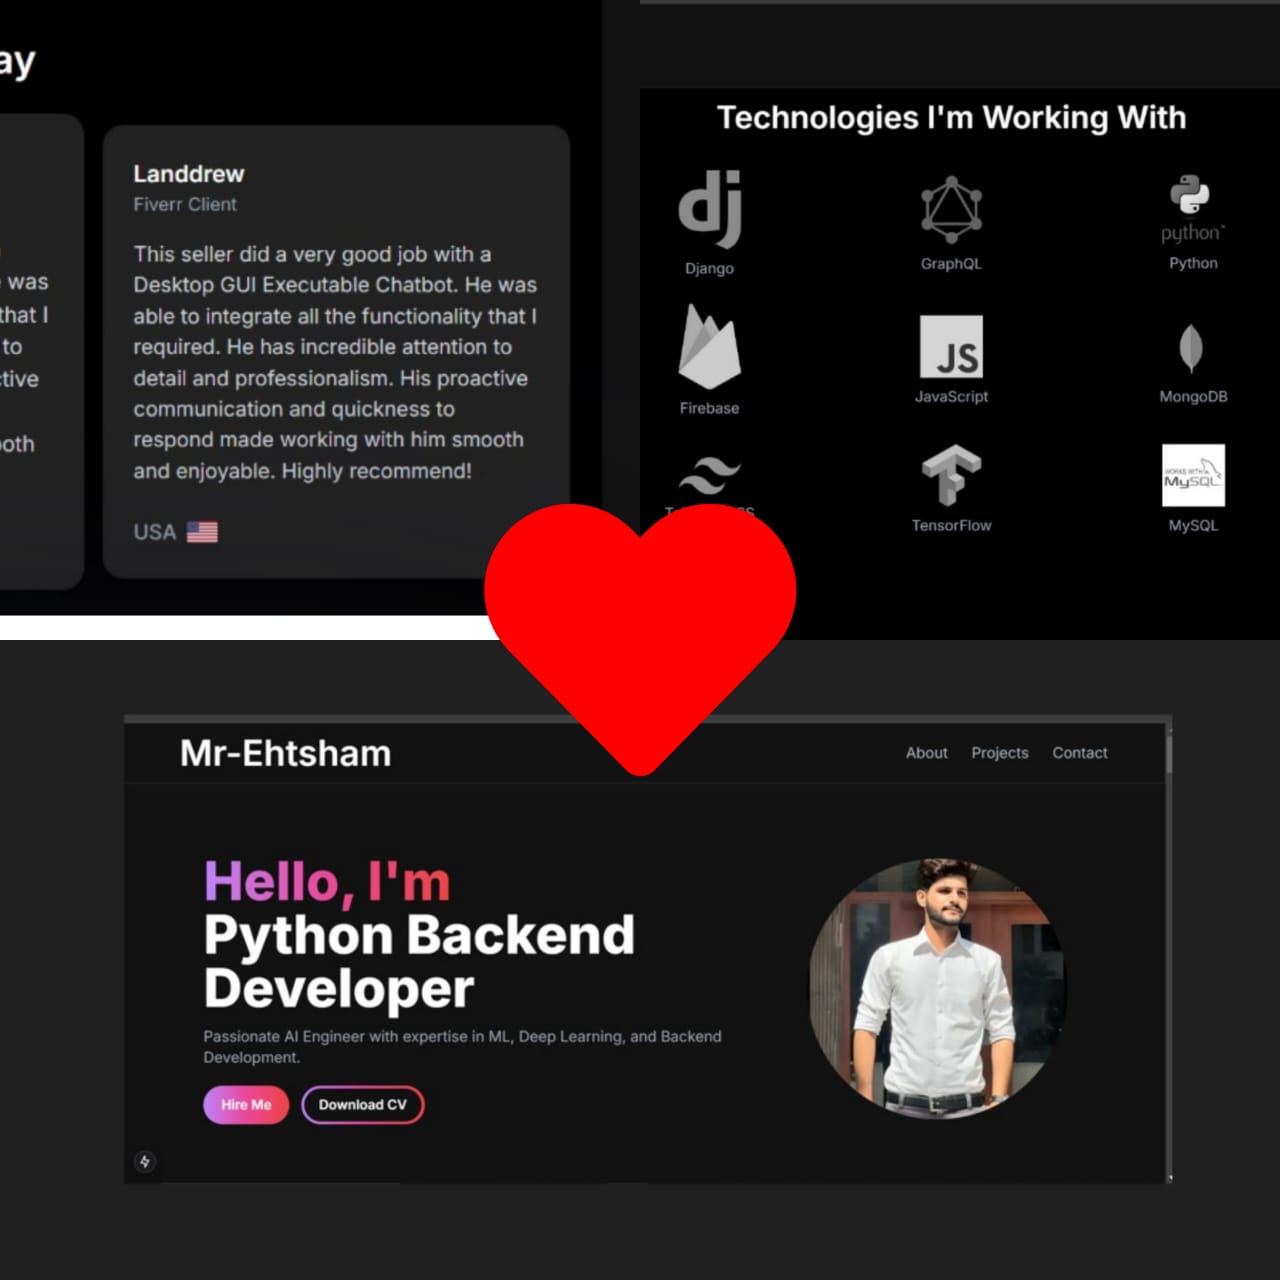 ay
Landdrew
Fiverr Client
This seller did a very good job with a
Desktop GUI Executable Chatbot. He was
able to integrate all the functionality that I
required. He has incredible attention to
detail and professionalism. His proactive
communication and quickness to
respond made working with him smooth
and enjoyable. Highly recommend!
USA
was
that I
to
Technologies I'm Working With
dj
python
Django
GraphQL
Python
JS
Firebase
JavaScript
MongoDB
WORKS WITH
MySQL
TensorFlow
MySQL
Mr-Ehtsham
About Projects Contact
Hello, I'm
Python Backend
Developer
Passionate AI Engineer with expertise in ML, Deep Learning, and Backend
Development.
Hire Me Download CV